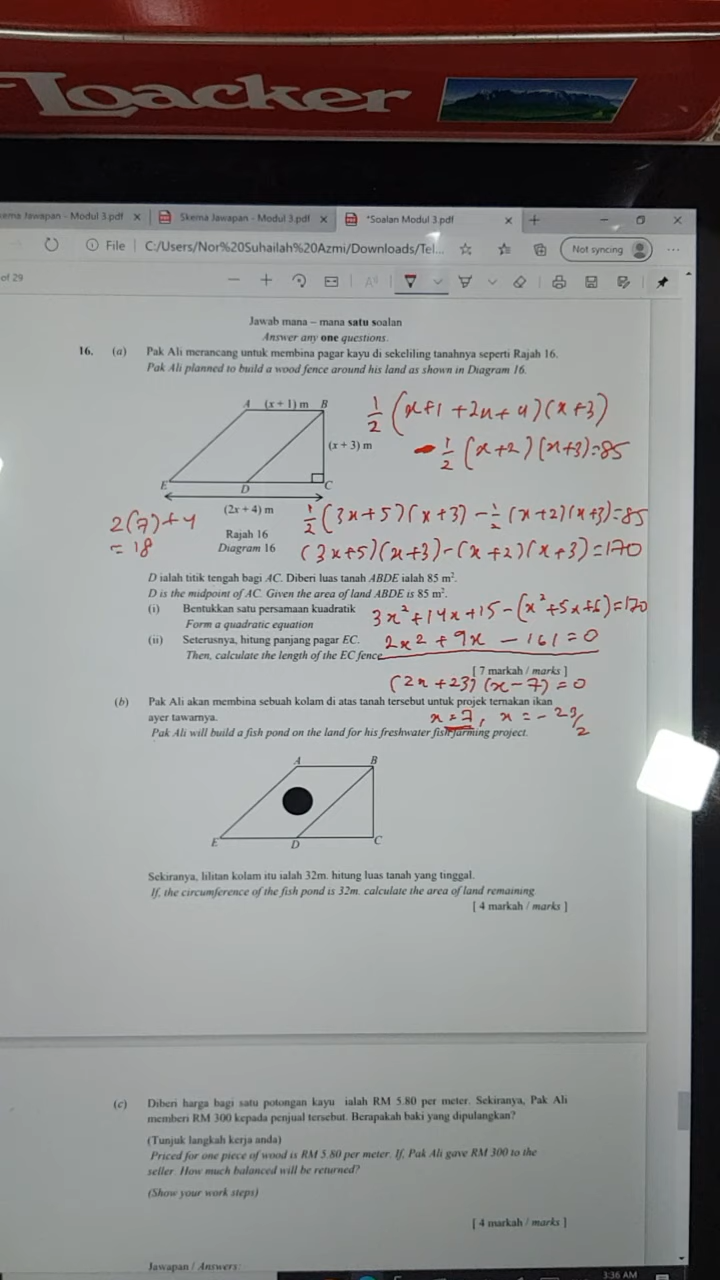 Loacker
ema Jawapan - Modul 3.pdf × Skema Jawapan - Modul 3.pdf × *Soalan Modul 3.pdf × + ×
File C:/Users/Nor%20Suhailah%20Azmi/Downloads/Tel... Not syncing ...
of 29 − +
Jawab mana – mana satu soalan
Answer any one questions.
16. (a) Pak Ali merancang untuk membina pagar kayu di sekeliling tanahnya seperti Rajah 16.
Pak Ali planned to build a wood fence around his land as shown in Diagram 16.
A (x + 1) m B
1/2 (x+1 +2x+4)(x+3)
(x + 3) m
- 1/2 (x+2)(x+3)=85
E D C
(2x + 4) m
1/2 (3x+5)(x+3) - 1/2 (x+2)(x+3)=85
2(7)+4
= 18
Rajah 16
Diagram 16
(3x+5)(x+3)-(x+2)(x+3)=170
D ialah titik tengah bagi AC. Diberi luas tanah ABDE ialah 85 m².
D is the midpoint of AC. Given the area of land ABDE is 85 m².
(i) Bentukkan satu persamaan kuadratik
Form a quadratic equation
3x²+14x+15-(x²+5x+6)=170
(ii) Seterusnya, hitung panjang pagar EC.
Then, calculate the length of the EC fence
2x² + 9x - 161 = 0
[ 7 markah / marks ]
(2x+23)(x-7)=0
(b) Pak Ali akan membina sebuah kolam di atas tanah tersebut untuk projek ternakan ikan
ayer tawarnya.
x=7, x = -23/2
Pak Ali will build a fish pond on the land for his freshwater fish farming project.
A B
E D C
Sekiranya, lilitan kolam itu ialah 32m. hitung luas tanah yang tinggal.
If, the circumference of the fish pond is 32m. calculate the area of land remaining
[ 4 markah / marks ]
(c) Diberi harga bagi satu potongan kayu ialah RM 5.80 per meter. Sekiranya, Pak Ali
memberi RM 300 kepada penjual tersebut. Berapakah baki yang dipulangkan?
(Tunjuk langkah kerja anda)
Priced for one piece of wood is RM 5.80 per meter. If, Pak Ali gave RM 300 to the
seller. How much balanced will be returned?
(Show your work steps)
[ 4 markah / marks ]
Jawapan / Answers:
3:36 AM